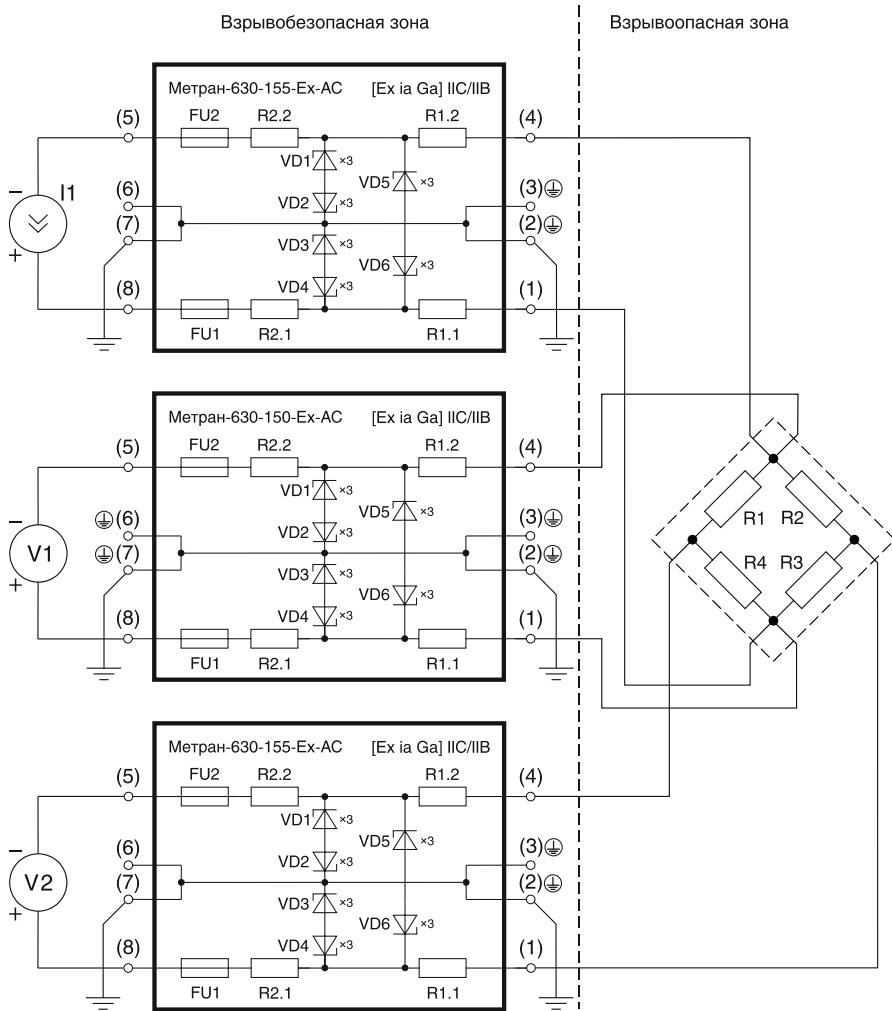 Взрывобезопасная зона
Взрывоопасная зона
Метран-630-155-Ex-AC [Ex ia Ga] IIC/IIB
(5) FU2 R2.2 R1.2 (4)
VD1 ×3
VD5 ×3
(6) (3)
I1
VD2 ×3
(7) (2)
VD3 ×3
VD6 ×3
VD4 ×3
(8) (1)
FU1 R2.1 R1.1
− +
Метран-630-150-Ex-AC [Ex ia Ga] IIC/IIB
(5) FU2 R2.2 R1.2 (4)
VD1 ×3
VD5 ×3
(6) (3)
VD2 ×3
V1
(7) (2)
VD3 ×3
VD6 ×3
VD4 ×3
(8) (1)
FU1 R2.1 R1.1
− +
R1 R2
R4 R3
Метран-630-155-Ex-AC [Ex ia Ga] IIC/IIB
(5) FU2 R2.2 R1.2 (4)
VD1 ×3
VD5 ×3
(6) (3)
VD2 ×3
V2
(7) (2)
VD3 ×3
VD6 ×3
VD4 ×3
(8) (1)
FU1 R2.1 R1.1
− +